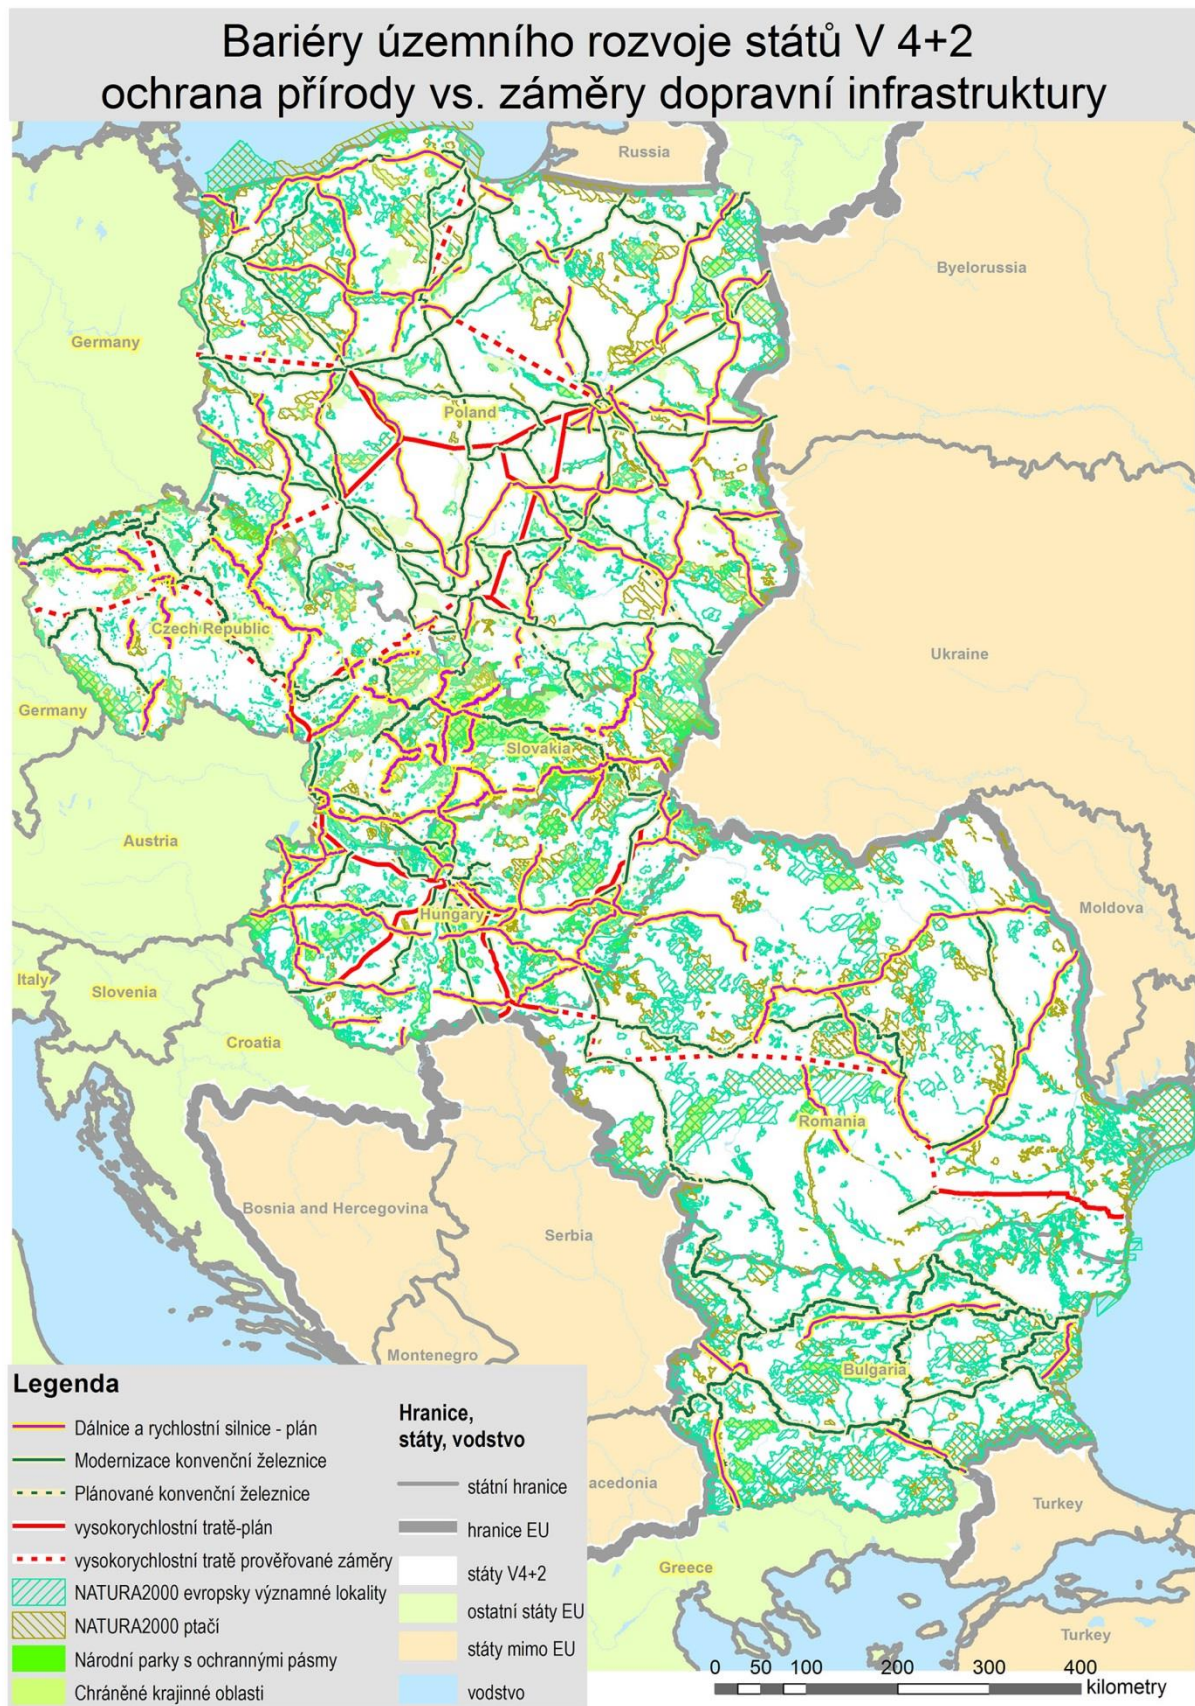 Bariéry územního rozvoje států V 4+2
ochrana přírody vs. záměry dopravní infrastruktury
Russia
Byelorussia
Germany
Poland
Czech Republic
Ukraine
Germany
Slovakia
Austria
Moldova
Hungary
Italy
Slovenia
Croatia
Romania
Bosnia and Hercegovina
Serbia
Montenegro
Bulgaria
acedonia
Turkey
Greece
Turkey
Legenda
Dálnice a rychlostní silnice - plán
Modernizace konvenční železnice
Plánované konvenční železnice
vysokorychlostní tratě-plán
vysokorychlostní tratě prověřované záměry
NATURA2000 evropsky významné lokality
NATURA2000 ptačí
Národní parky s ochrannými pásmy
Chráněné krajinné oblasti
Hranice,
státy, vodstvo
státní hranice
hranice EU
státy V4+2
ostatní státy EU
státy mimo EU
vodstvo
0 50 100 200 300 400
kilometry